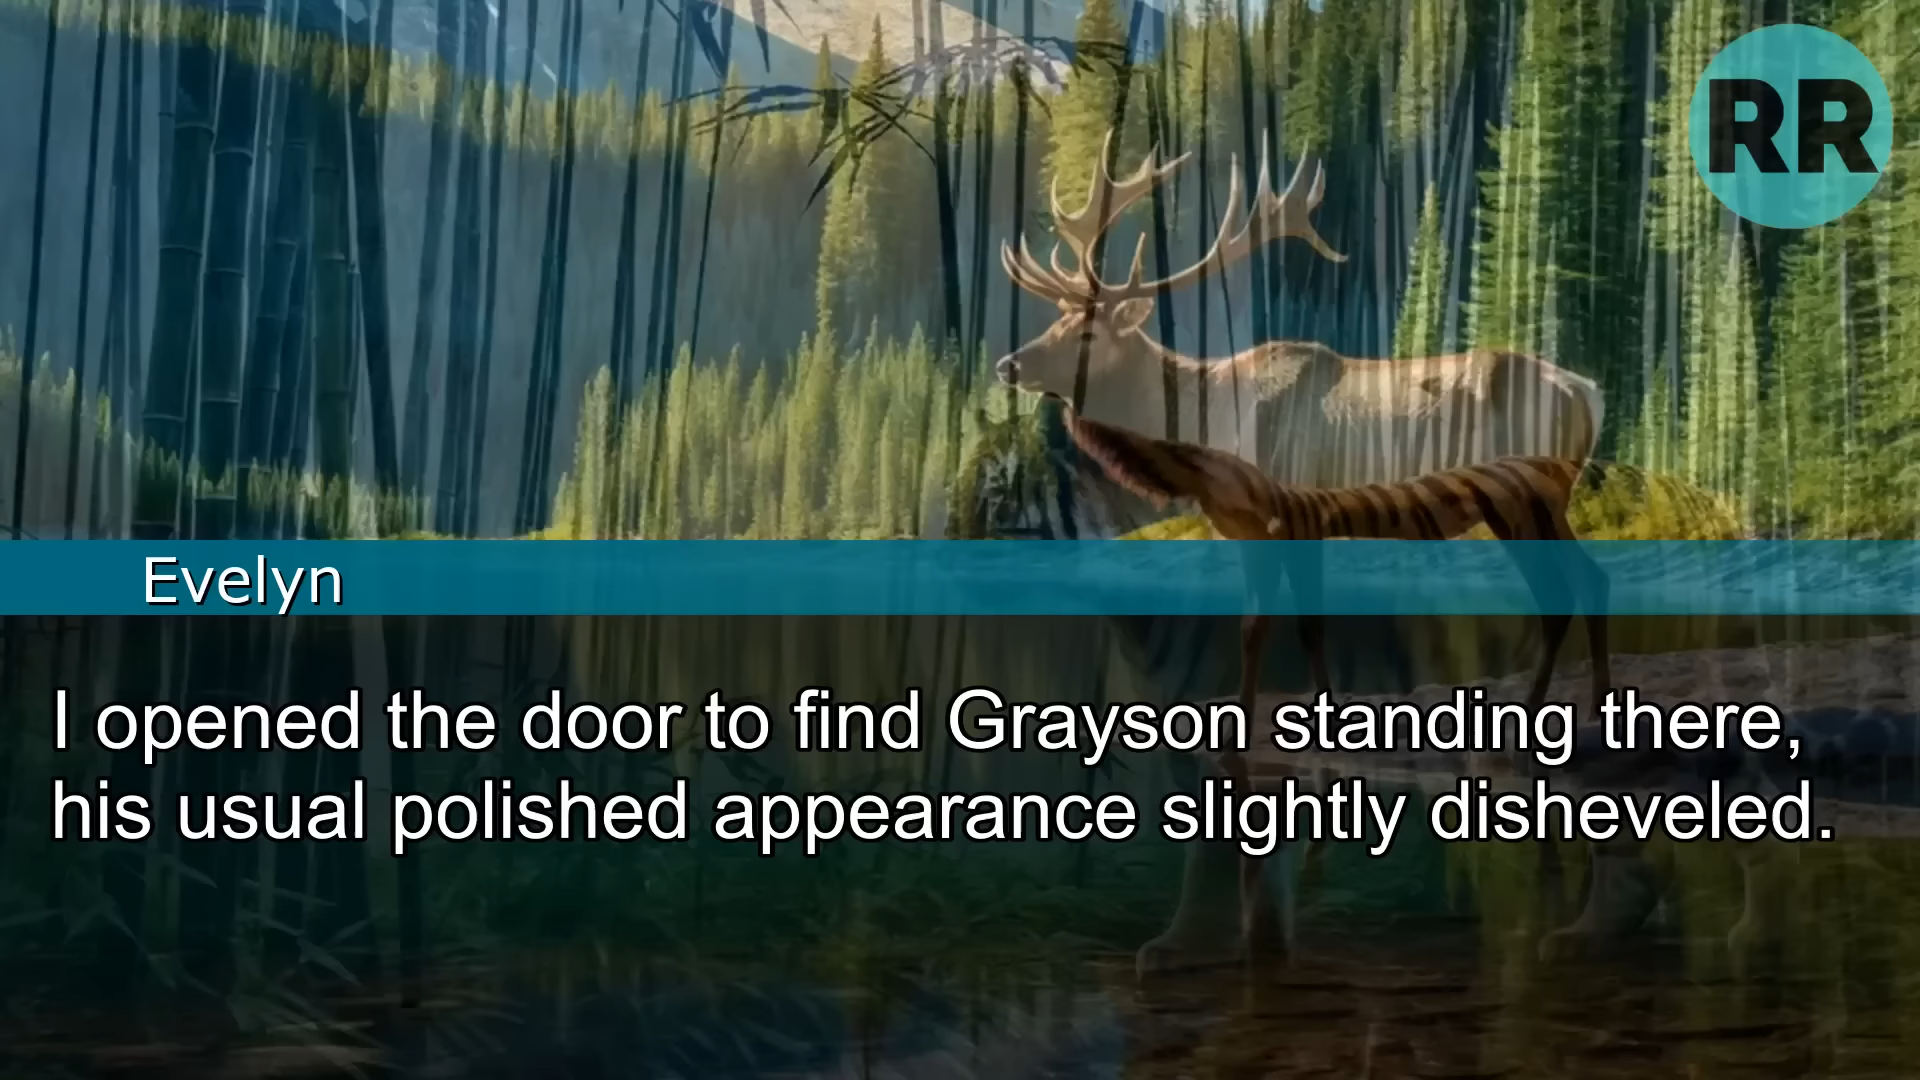 RR
Evelyn
I opened the door to find Grayson standing there,
his usual polished appearance slightly disheveled.